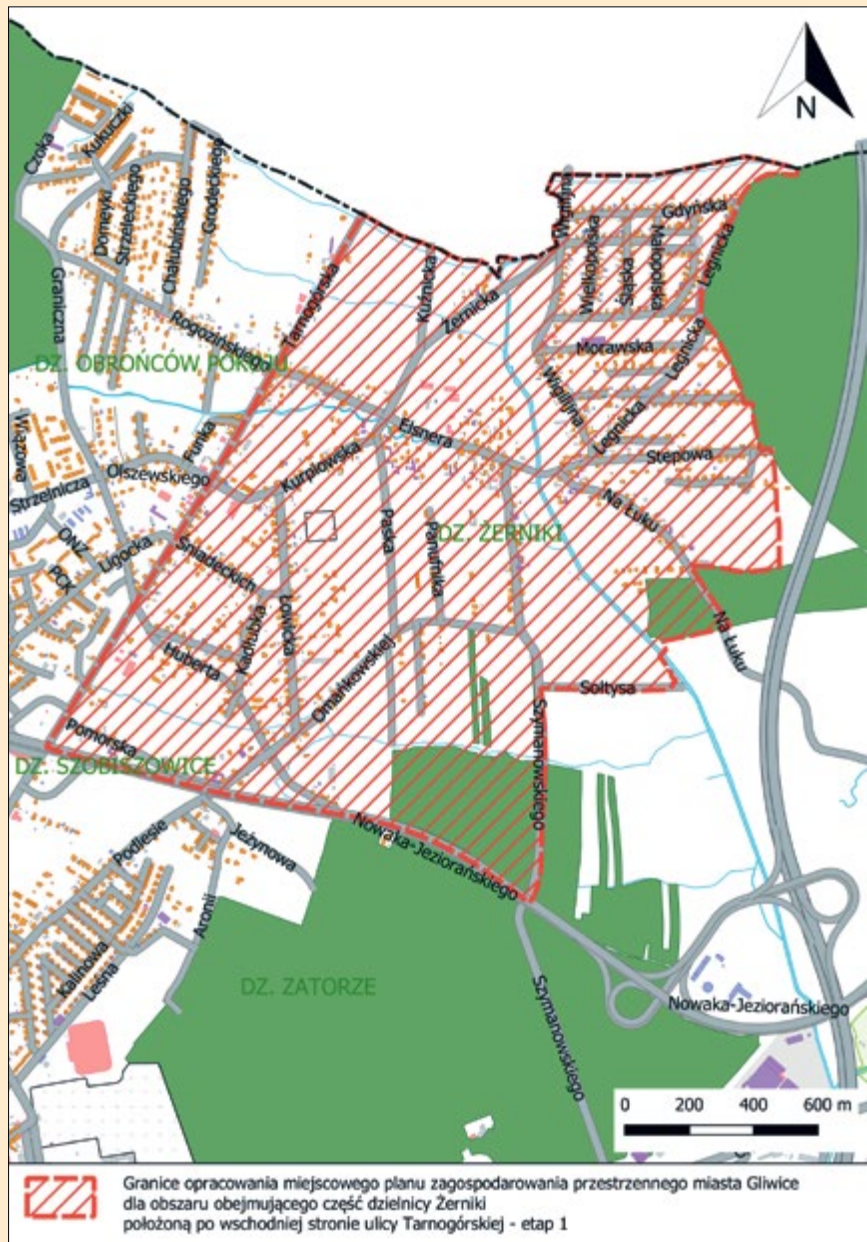 N
Czoka
Kukuczki
Domeyki
Strzeleckiego
Chałubińskiego
Grodeckiego
Graniczna
Rogozińskiego
DZ. OBROŃCÓW POKOJU
Tarnogórska
Kuźnicka
Żernicka
Wigilijna
Gdyńska
Wielkopolska
Śląska
Małopolska
Legnicka
Morawska
Legnicka
Wigilijna
Legnicka
Stepowa
Elsnera
Na Łuku
Funka
Olszewskiego
Kurpiowska
Wiązowa
Strzelnicza
ONZ
Ligocka
PCK
Śniadeckich
Paska
Panufnika
DZ. ŻERNIKI
Huberta
Kadłubka
Łowicka
Omańkowskiej
Na Łuku
Sołtysa
Szymanowskiego
Pomorska
DZ. SZOBISZOWICE
Nowaka-Jeziorańskiego
Podlesie
Jeżynowa
Aronii
Kalinowa
Leśna
DZ. ZATORZE
Szymanowskiego
Nowaka-Jeziorańskiego
0 200 400 600 m
Granice opracowania miejscowego planu zagospodarowania przestrzennego miasta Gliwice
dla obszaru obejmującego część dzielnicy Żerniki
położoną po wschodniej stronie ulicy Tarnogórskiej - etap 1